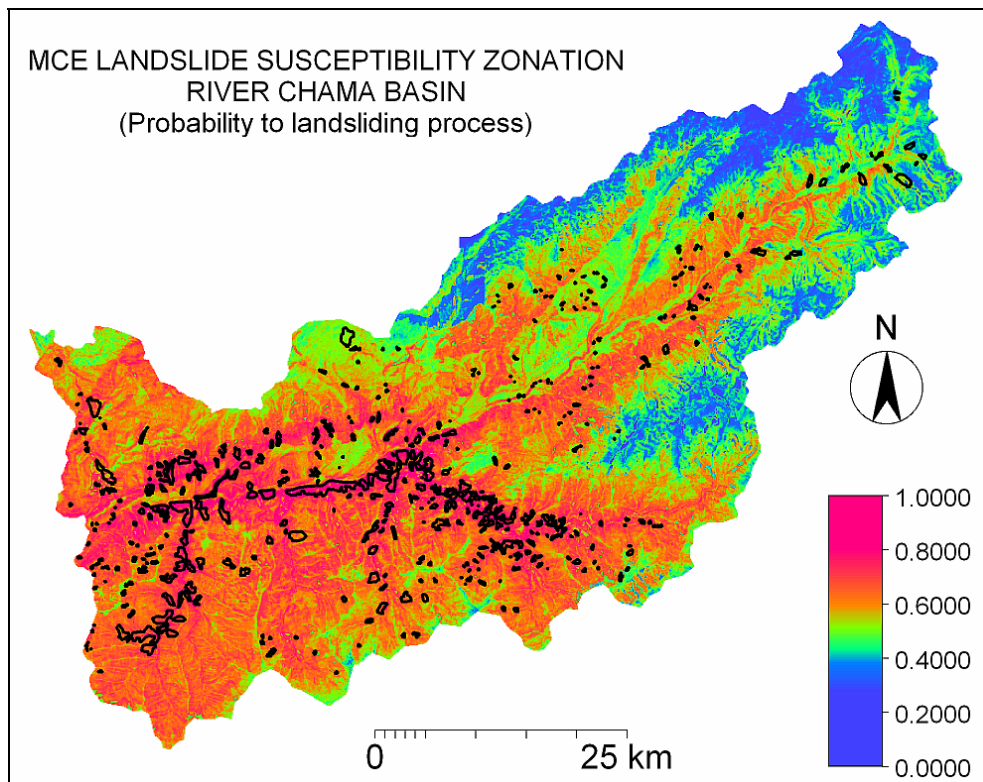 MCE LANDSLIDE SUSCEPTIBILITY ZONATION
RIVER CHAMA BASIN
(Probability to landsliding process)
N
1.0000
0.8000
0.6000
0.4000
0.2000
0.0000
0 25 km